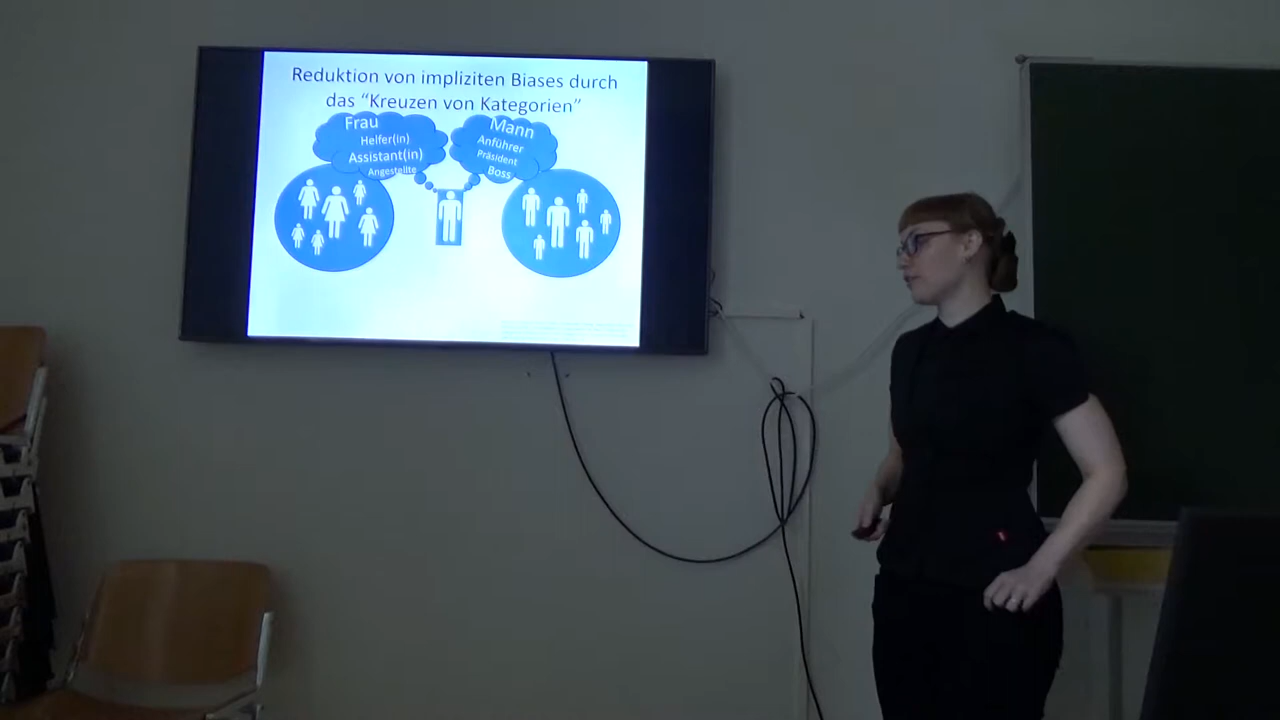 Reduktion von impliziten Biases durch
das “Kreuzen von Kategorien”
Frau
Helfer(in)
Assistant(in)
Angestellte
Mann
Anführer
Präsident
Boss